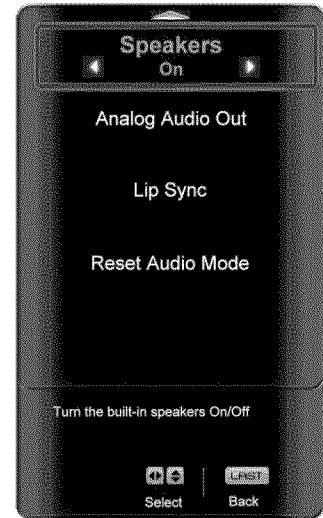 Speakers
On
Analog Audio Out
Lip Sync
Reset Audio Mode
Turn the built-in speakers On/Off
LAST
Select
Back